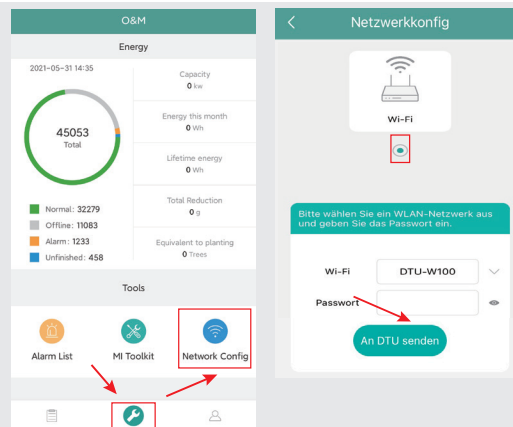 O&M
Energy
2021-05-31 14:35
45053
Total
Normal: 32279
Offline: 11083
Alarm: 1233
Unfinished: 458
Capacity
0 kw
Energy this month
0 Wh
Lifetime energy
0 Wh
Total Reduction
0 g
Equivalent to planting
0 Trees
Tools
Alarm List
MI Toolkit
Network Config
Netzwerkkonfig
Wi-Fi
Bitte wählen Sie ein WLAN-Netzwerk aus
und geben Sie das Passwort ein.
Wi-Fi
DTU-W100
Passwort
An DTU senden